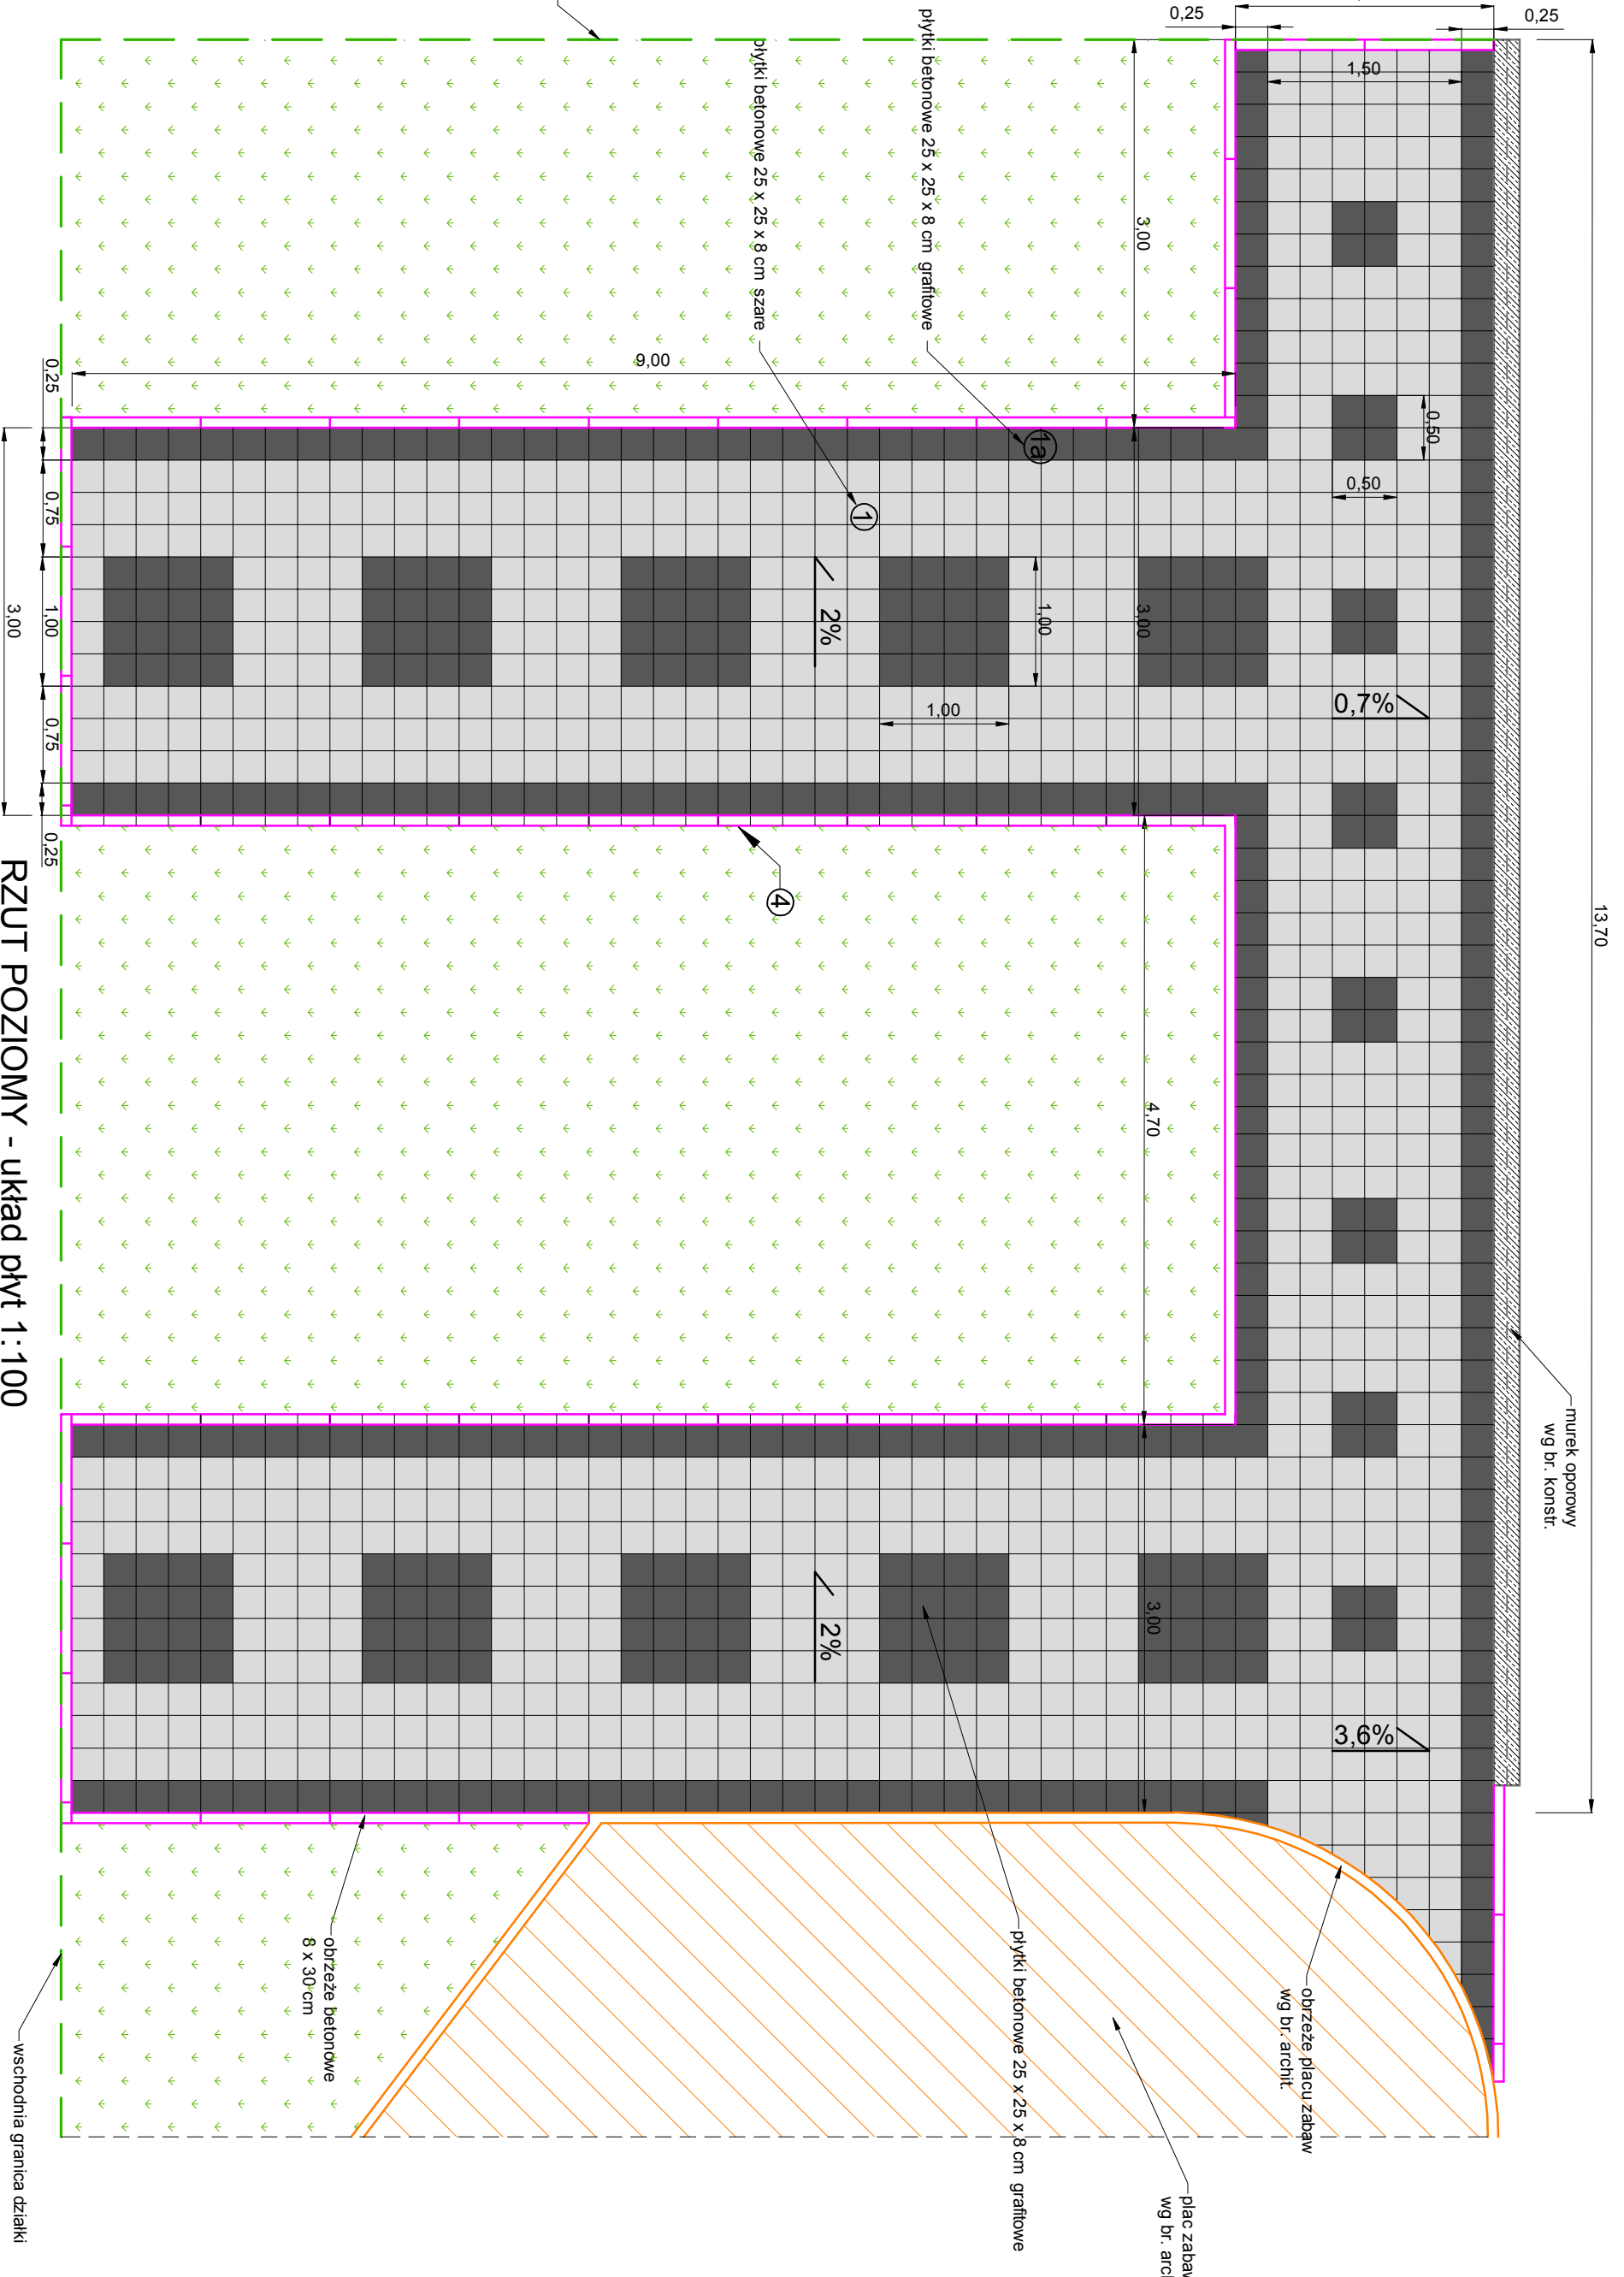 0,25
0,25
1,50
płytki betonowe 25 x 25 x 8 cm grafitowe
płytki betonowe 25 x 25 x 8 cm szare
3,00
9,00
0,25
0,50
0,50
1a
1
0,75
1,00
0,75
0,25
3,00
2%
1,00
1,00
3,00
0,7%
13,70
4
RZUT POZIOMY - układ płyt 1:100
4,70
murek oporowy
wg br. konstr.
2%
3,00
3,6%
obrzeże betonowe
8 x 30 cm
płytki betonowe 25 x 25 x 8 cm grafitowe
obrzeże placu zabaw
wg br. archit.
plac zabaw
wg br.
wschodnia granica działki